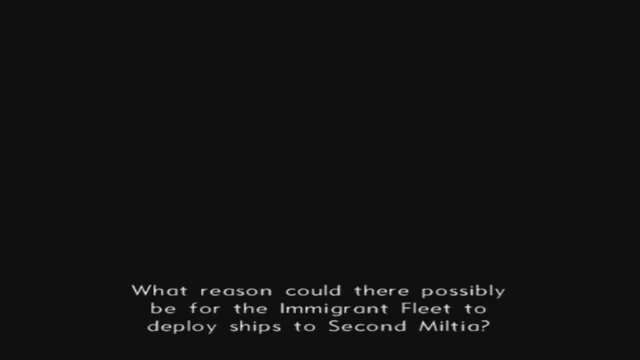 What reason could there possibly
be for the Immigrant Fleet to
deploy ships to Second Miltia?